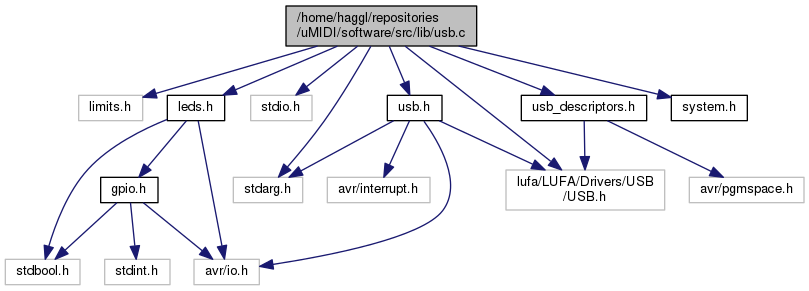 /home/haggl/repositories
/uMIDI/software/src/lib/usb.c
limits.h
leds.h
stdio.h
usb.h
usb_descriptors.h
system.h
gpio.h
stdarg.h
avr/interrupt.h
lufa/LUFA/Drivers/USB
/USB.h
avr/pgmspace.h
stdbool.h
stdint.h
avr/io.h